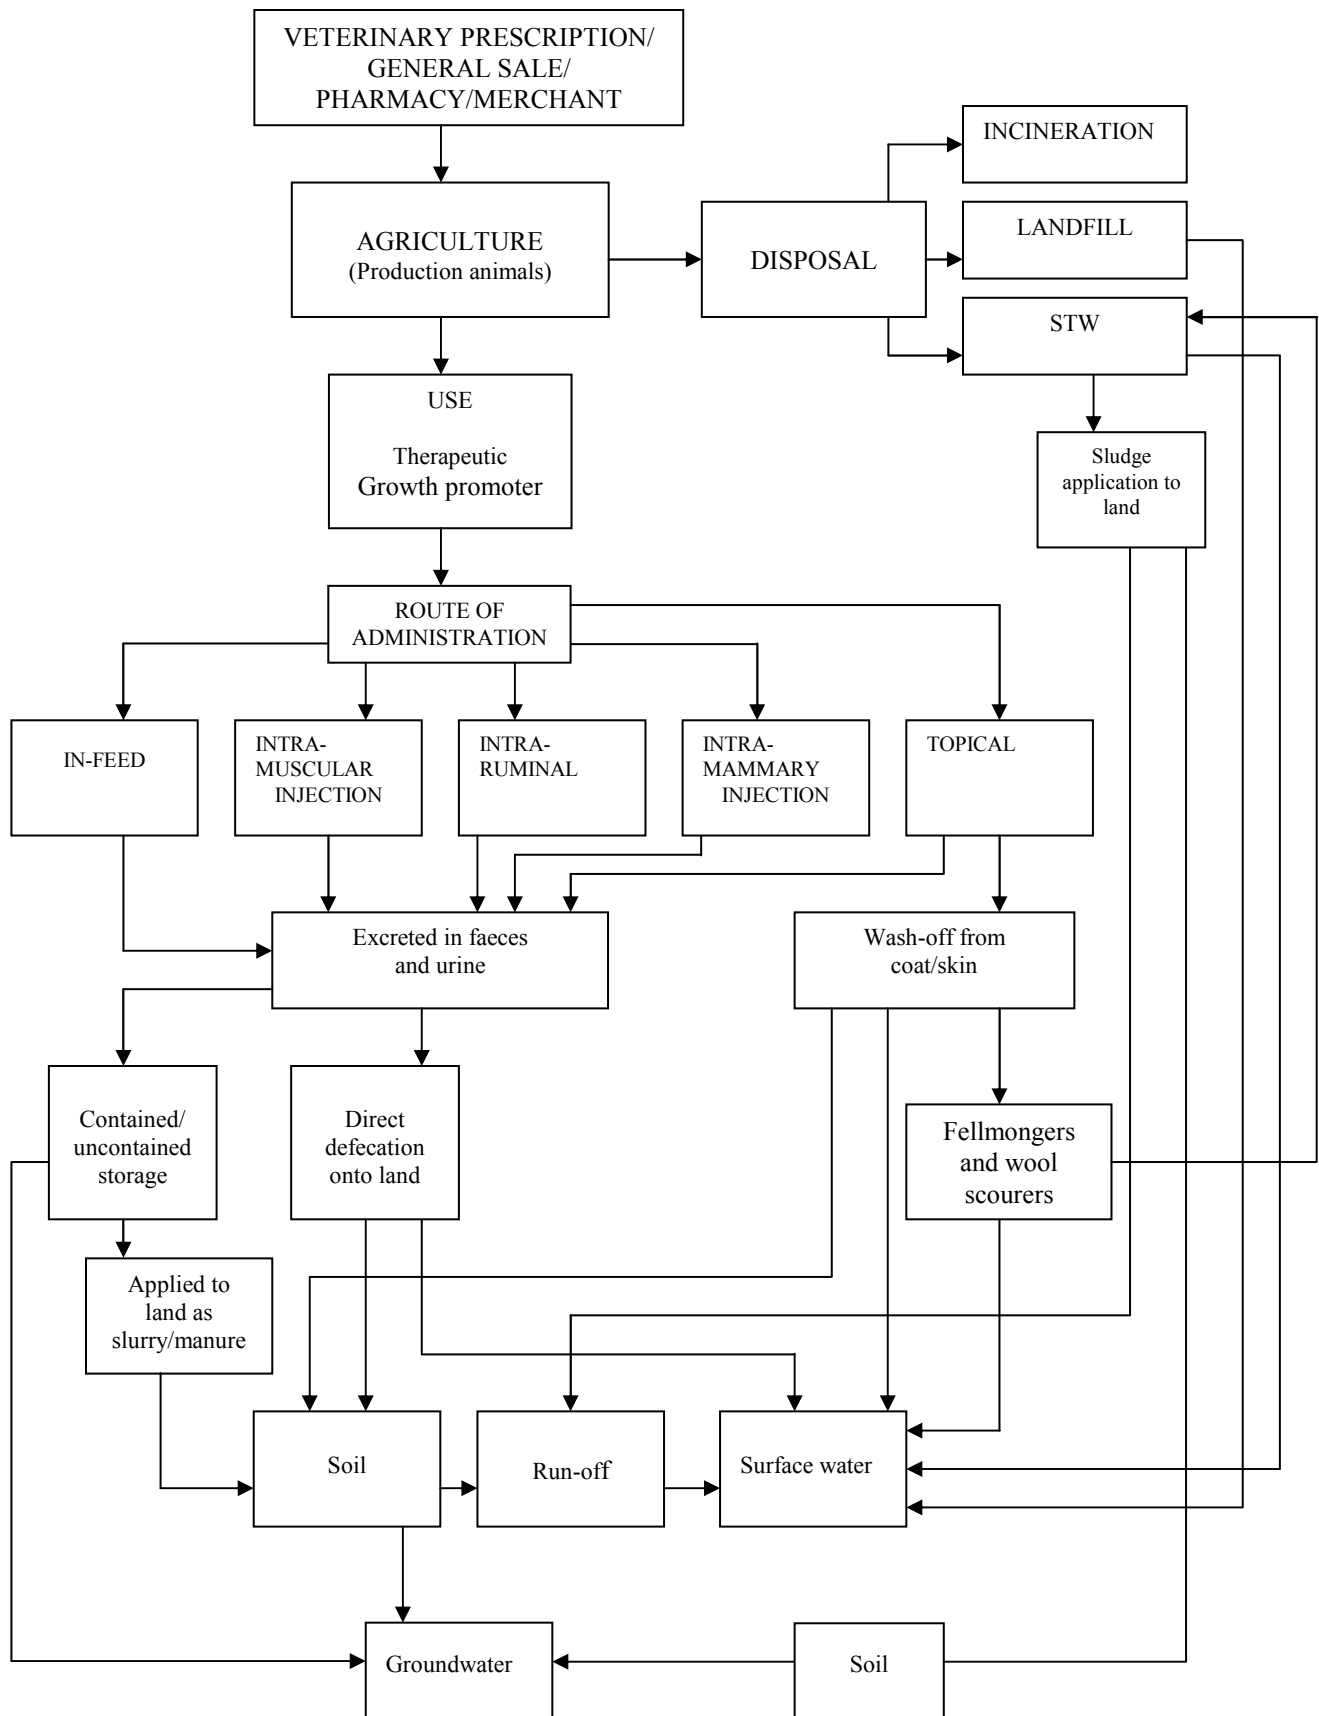 VETERINARY PRESCRIPTION/
GENERAL SALE/
PHARMACY/MERCHANT
INCINERATION
AGRICULTURE
(Production animals)
DISPOSAL
LANDFILL
STW
USE
Therapeutic
Growth promoter
Sludge
application to
land
ROUTE OF
ADMINISTRATION
IN-FEED
INTRA-
MUSCULAR
INJECTION
INTRA-
RUMINAL
INTRA-
MAMMARY
INJECTION
TOPICAL
Excreted in faeces
and urine
Wash-off from
coat/skin
Contained/
uncontained
storage
Direct
defecation
onto land
Fellmongers
and wool
scourers
Applied to
land as
slurry/manure
Soil
Run-off
Surface water
Groundwater
Soil